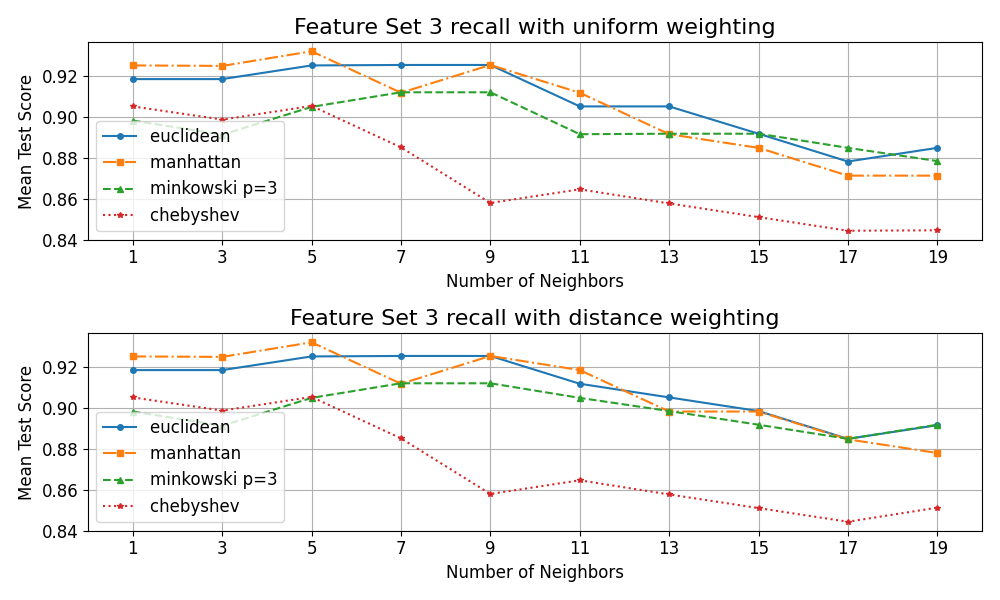 Feature Set 3 recall with uniform weighting
Mean Test Score
0.92
0.90
0.88
0.86
0.84
euclidean
manhattan
minkowski p=3
chebyshev
1 3 5 7 9 11 13 15 17 19
Number of Neighbors
Feature Set 3 recall with distance weighting
Mean Test Score
0.92
0.90
0.88
0.86
0.84
euclidean
manhattan
minkowski p=3
chebyshev
1 3 5 7 9 11 13 15 17 19
Number of Neighbors